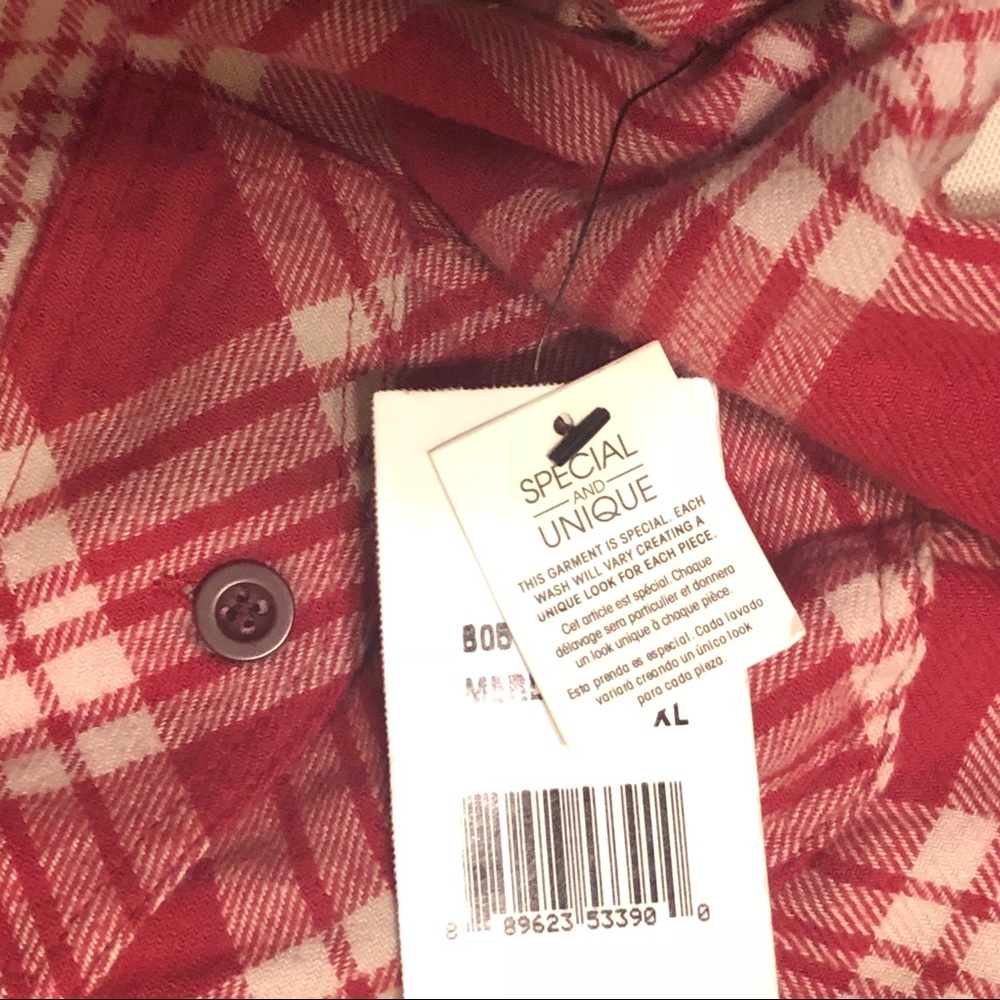 SPECIAL
AND
UNIQUE
THIS GARMENT IS SPECIAL. EACH
WASH WILL VARY CREATING A
UNIQUE LOOK FOR EACH PIECE.
Cet article est spécial. Chaque
délavage sera particulier et donnera
un look unique à chaque pièce.
Esta prenda es especial. Cada lavado
variará creando un único look
para cada pieza.
XL
8 89623 53390 0